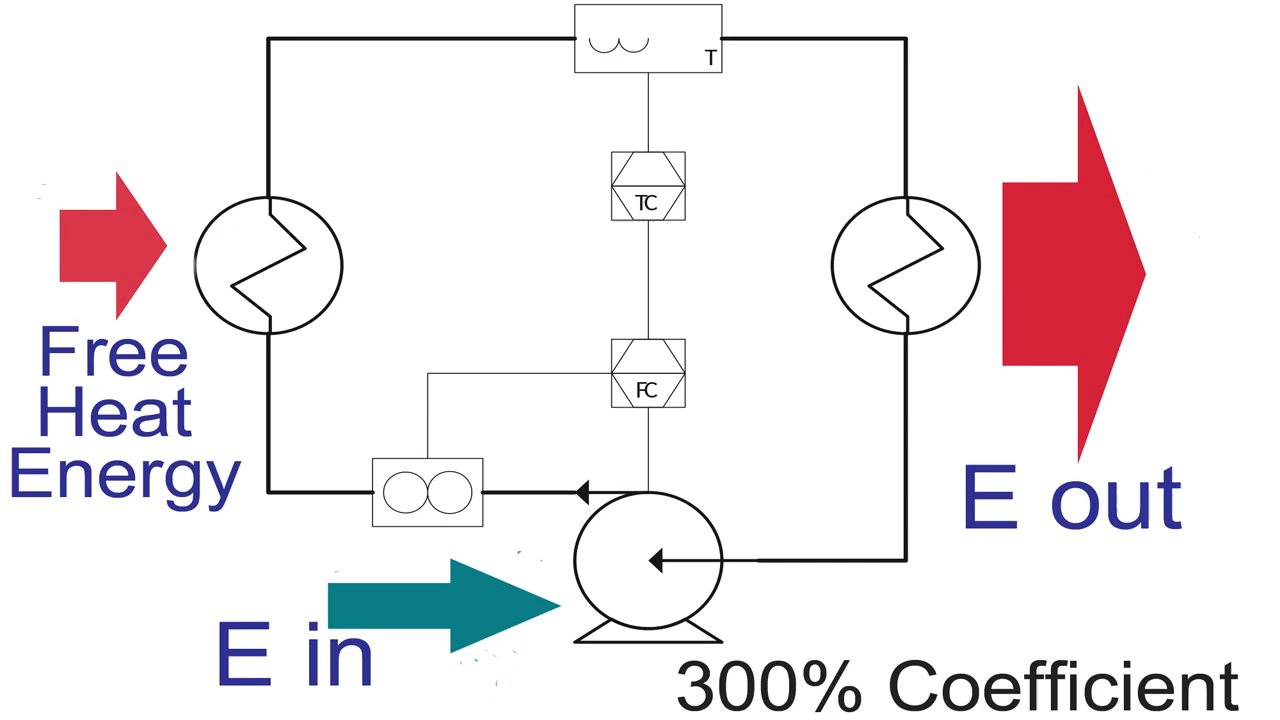 T
TC
FC
Free
Heat
Energy
E out
E in
300% Coefficient